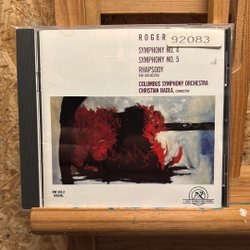 ROGER
92083
SYMPHONY NO. 4
SYMPHONY NO. 5
RHAPSODY
FOR ORCHESTRA
COLUMBUS SYMPHONY ORCHESTRA
CHRISTIAN BADEA, CONDUCTOR